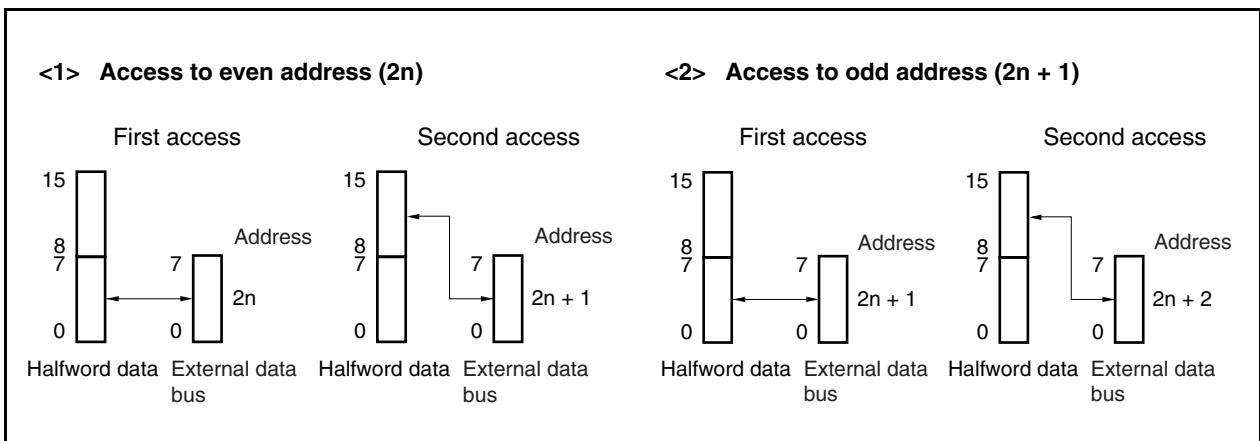 <1> Access to even address (2n)
<2> Access to odd address (2n + 1)
First access
Second access
First access
Second access
15
8
7
0
7
0
Address
2n
15
8
7
0
7
0
Address
2n + 1
15
8
7
0
7
0
Address
2n + 1
15
8
7
0
7
0
Address
2n + 2
Halfword data
External data
bus
Halfword data
External data
bus
Halfword data
External data
bus
Halfword data
External data
bus